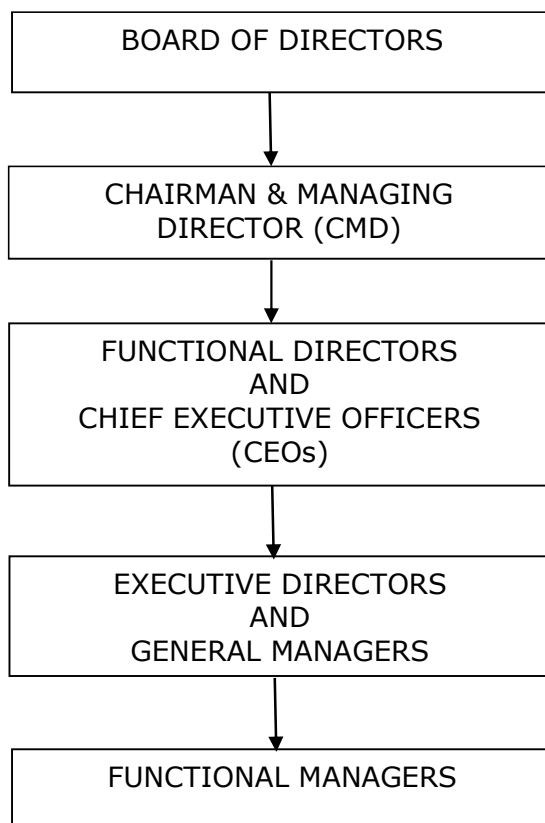 BOARD OF DIRECTORS
CHAIRMAN & MANAGING
DIRECTOR (CMD)
FUNCTIONAL DIRECTORS
AND
CHIEF EXECUTIVE OFFICERS
(CEOs)
EXECUTIVE DIRECTORS
AND
GENERAL MANAGERS
FUNCTIONAL MANAGERS